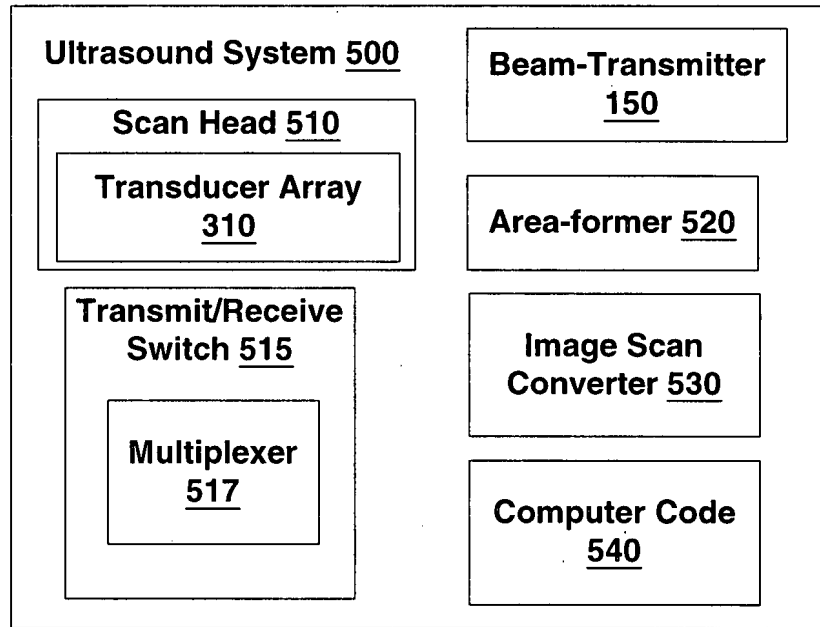 Ultrasound System 500
Scan Head 510
Transducer Array
310
Transmit/Receive
Switch 515
Multiplexer
517
Beam-Transmitter
150
Area-former 520
Image Scan
Converter 530
Computer Code
540